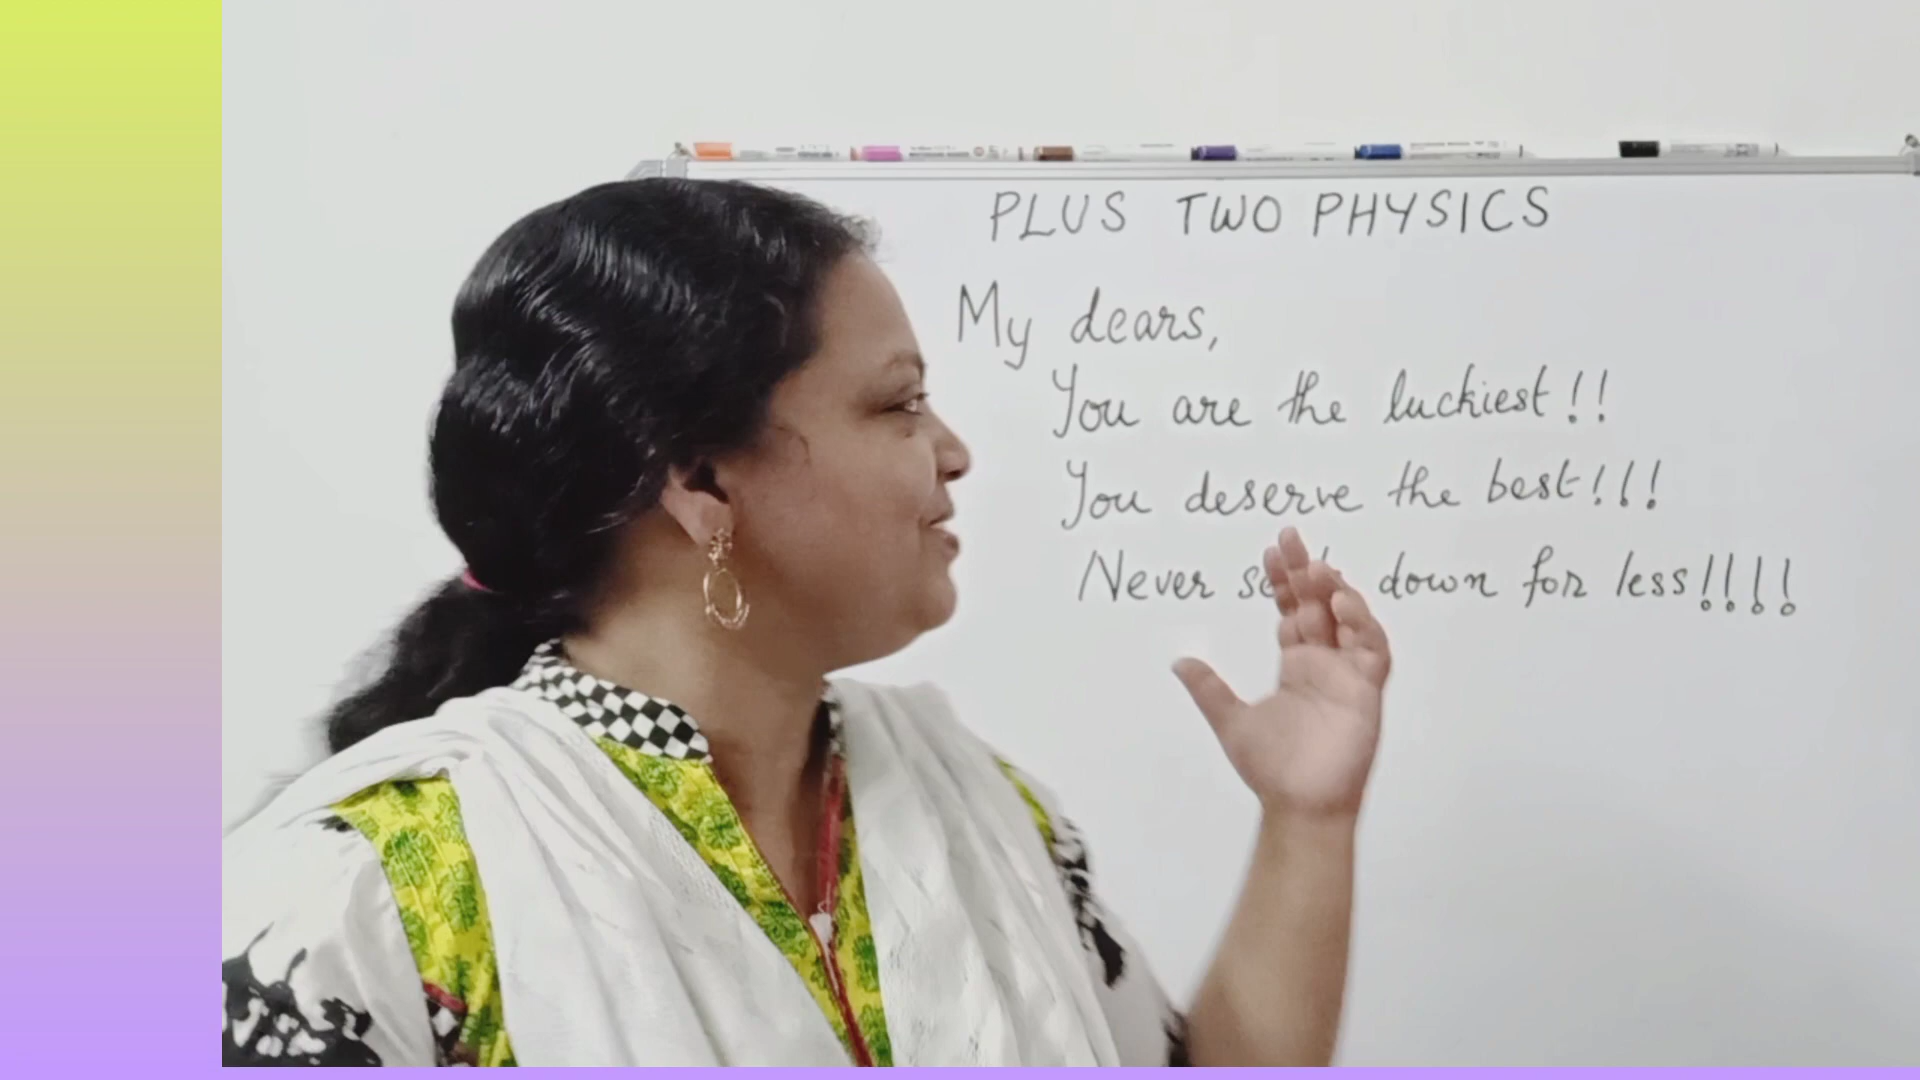 PLUS TWO PHYSICS
My dears,
You are the luckiest!!
You deserve the best!!!
Never down for less!!!!